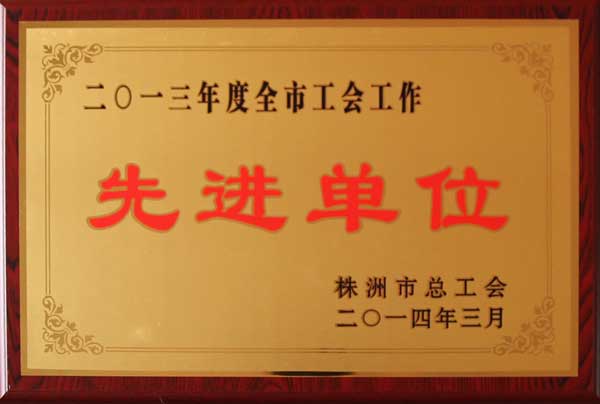 二〇一三年度全市工会工作
先进单位
株洲市总工会
二〇一四年三月